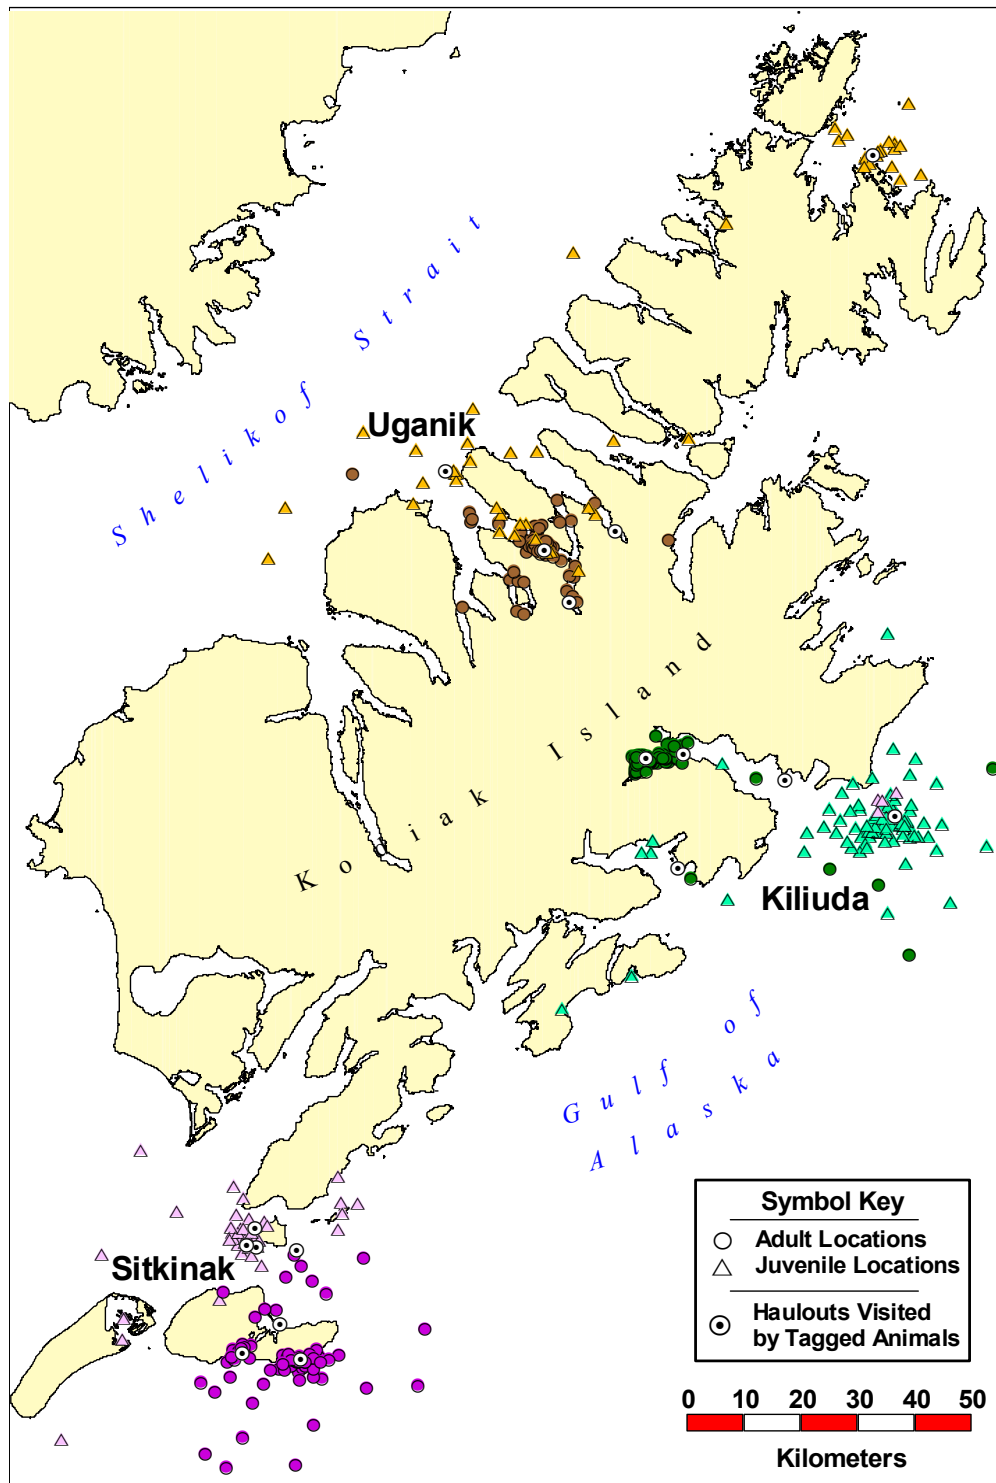 Shelikof Strait
Uganik
Kodiak Island
Kiliuda
Gulf of
Alaska
Sitkinak
Symbol Key
Adult Locations
Juvenile Locations
Haulouts Visited
by Tagged Animals
0 10 20 30 40 50
Kilometers